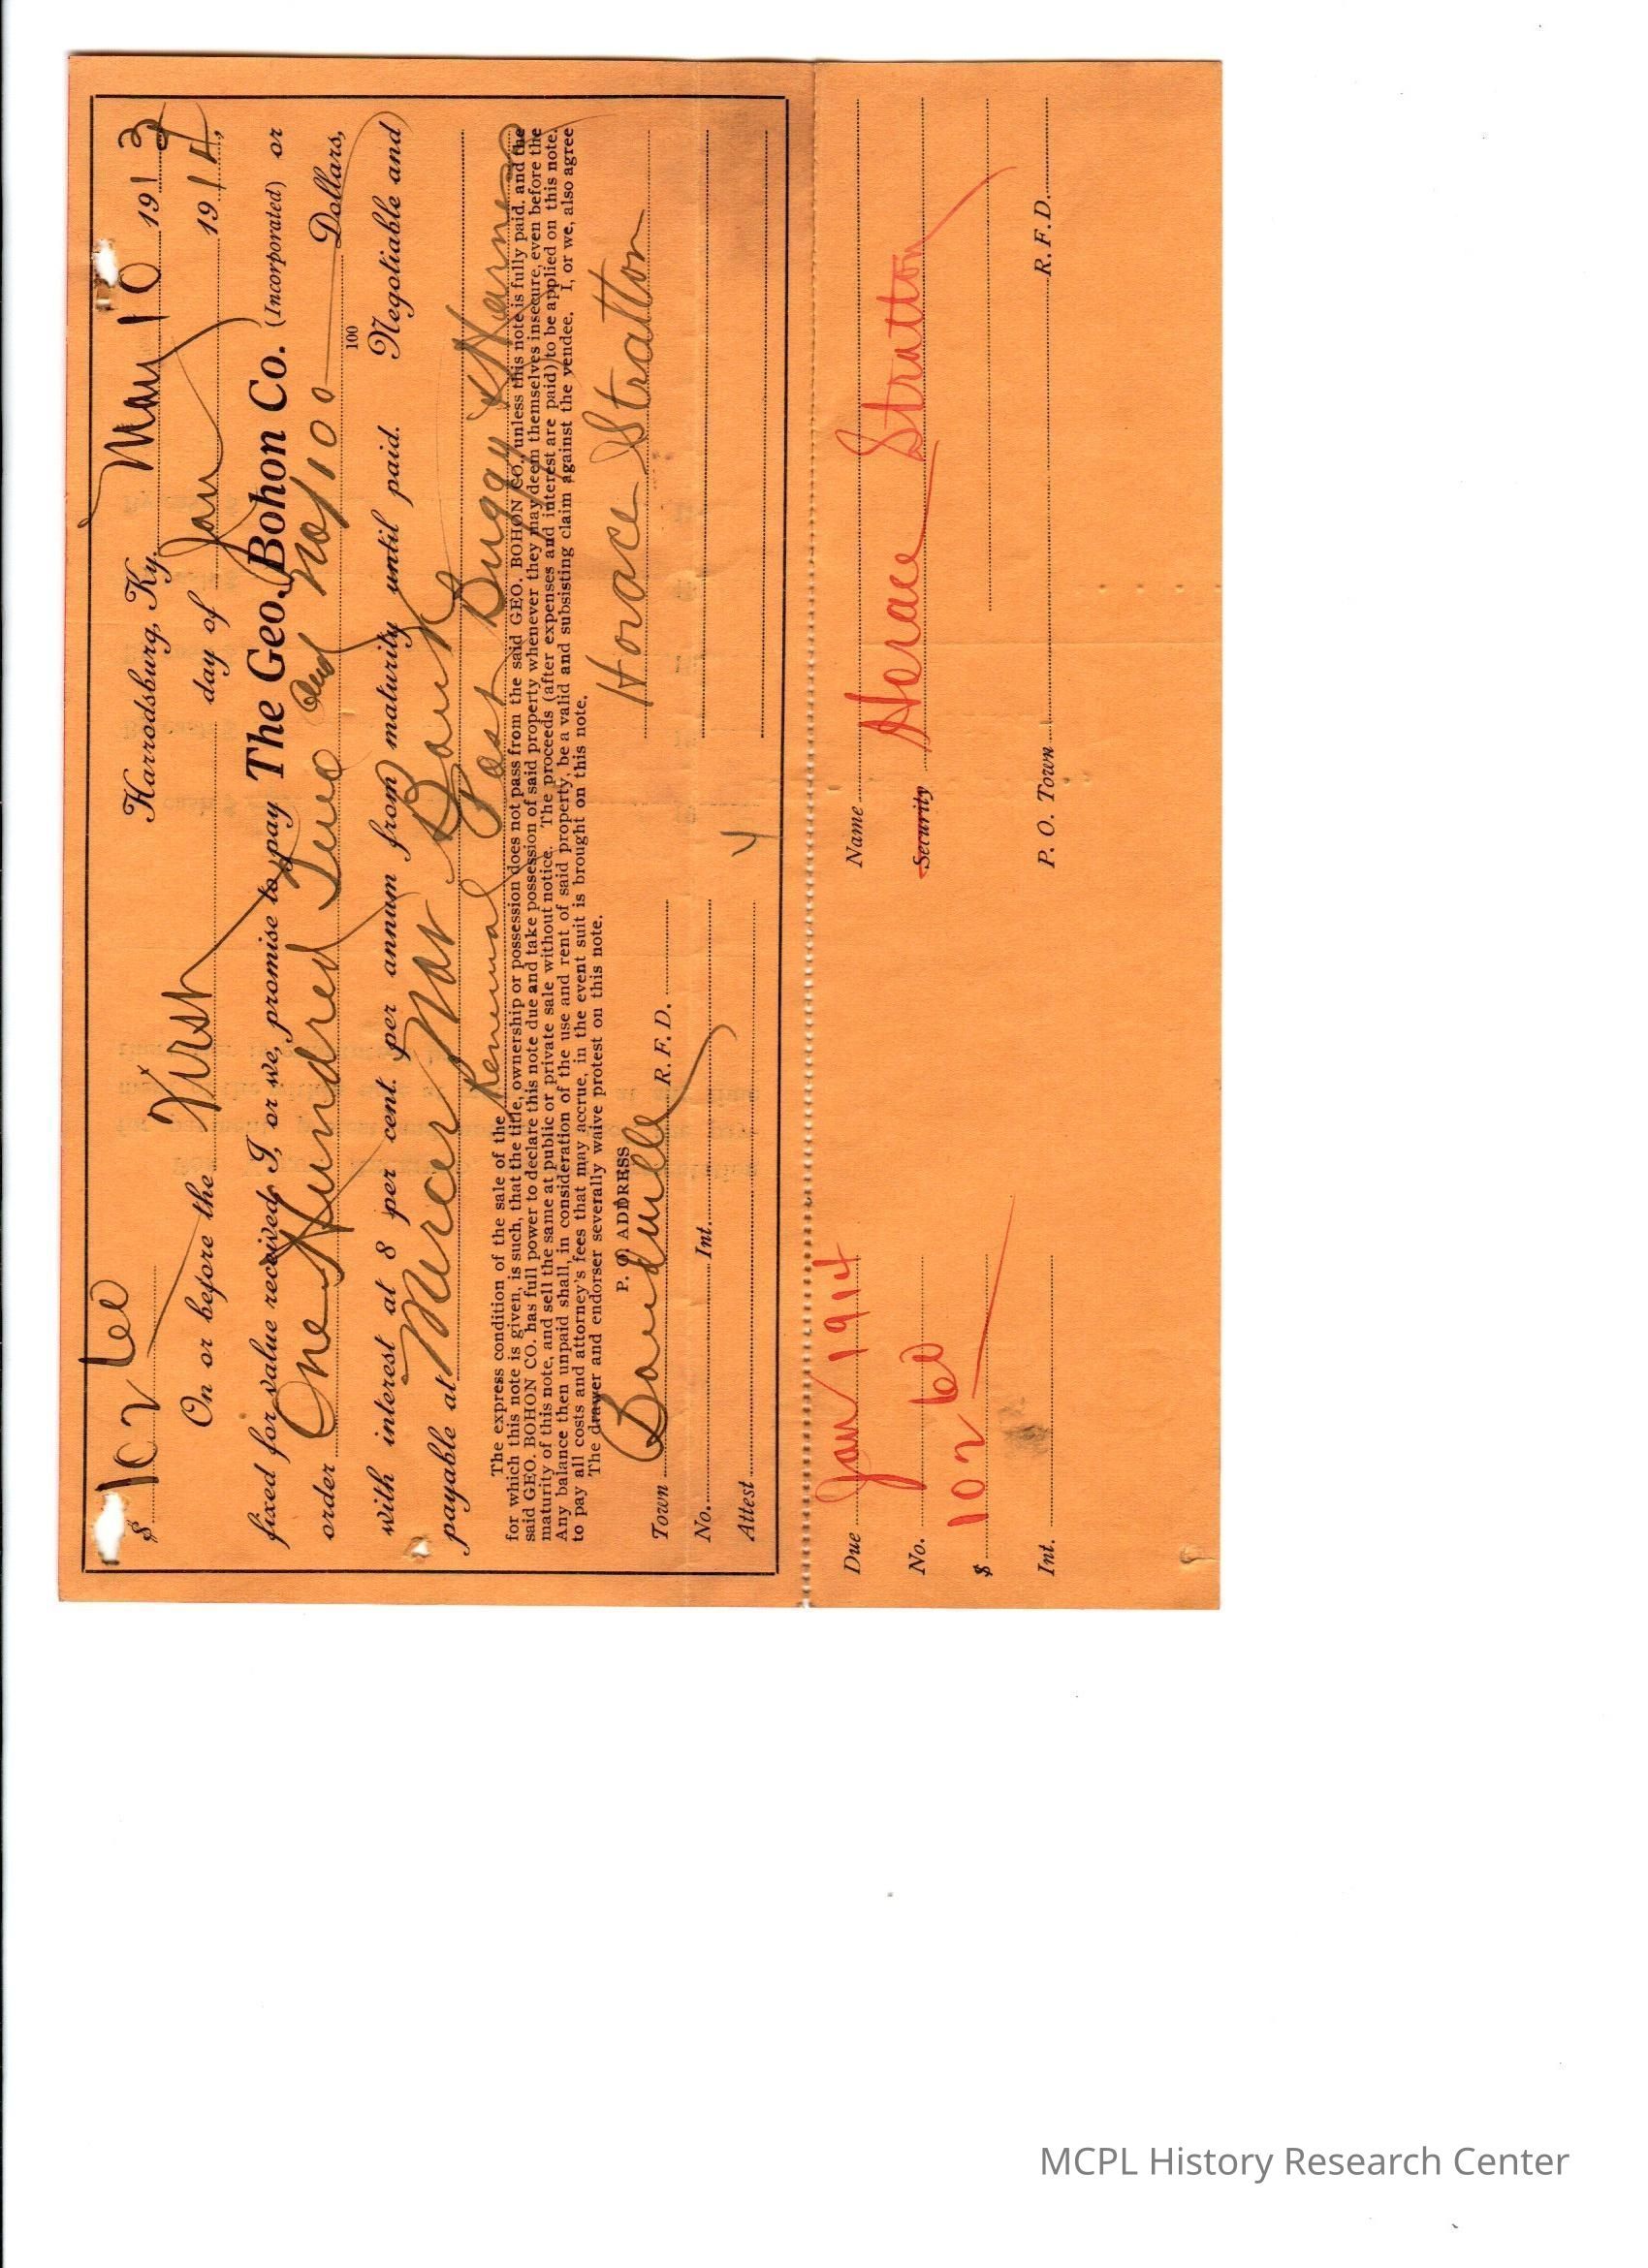 $ 102 00 Harrodsburg, Ky. May 10 1913
On or before the First day of Jan 1914,
fixed for value received, I, or we, promise to pay The Geo. Bohon Co. (Incorporated) or
order One Hundred Two and no/100 Dollars,
100
with interest at 8 per cent. per annum from maturity until paid. Negotiable and
payable at Mercer Nat Bank
The express condition of the sale of the Renewal Past Buggy & Harness
for which this note is given, is such, that the title, ownership or possession does not pass from the said GEO. BOHON CO., unless this note is fully paid, and the
said GEO. BOHON CO. has full power to declare this note due and take possession of said property whenever they may deem themselves insecure, even before the
maturity of this note, and sell the same at public or private sale without notice. The proceeds (after expenses and interest are paid) to be applied on this note.
Any balance then unpaid shall, in consideration of the use and rent of said property, be a valid and subsisting claim against the vendee. I, or we, also agree
to pay all costs and attorney's fees that may accrue, in the event suit is brought on this note.
The drawer and endorser severally waive protest on this note.
P. O. ADDRESS
Town Danville R. F. D. Horace Stratton
No. Int.
Attest
Due Jan 1914 Name
No. Security Horace Stratton
$ 102 00
Int. P. O. Town R. F. D.
MCPL History Research Center